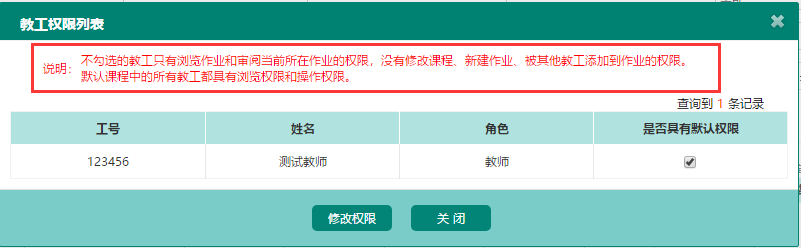 教工权限列表
说明：不勾选的教工只有浏览作业和审阅当前所在作业的权限，没有修改课程、新建作业、被其他教工添加到作业的权限。
默认课程中的所有教工都具有浏览权限和操作权限。
查询到 1 条记录
工号 姓名 角色 是否具有默认权限
123456 测试教师 教师
修改权限 关 闭